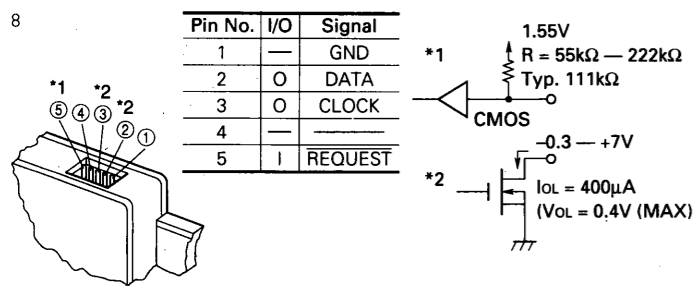 8
Pin No. I/O Signal
1 — GND
2 O DATA
3 O CLOCK
4 — ———
5 I REQUEST
*1
*2
*2
⑤ ④ ③ ② ①
*1
1.55V
R = 55kΩ — 222kΩ
Typ. 111kΩ
CMOS
*2
–0.3 — +7V
IOL = 400µA
(VOL = 0.4V (MAX)